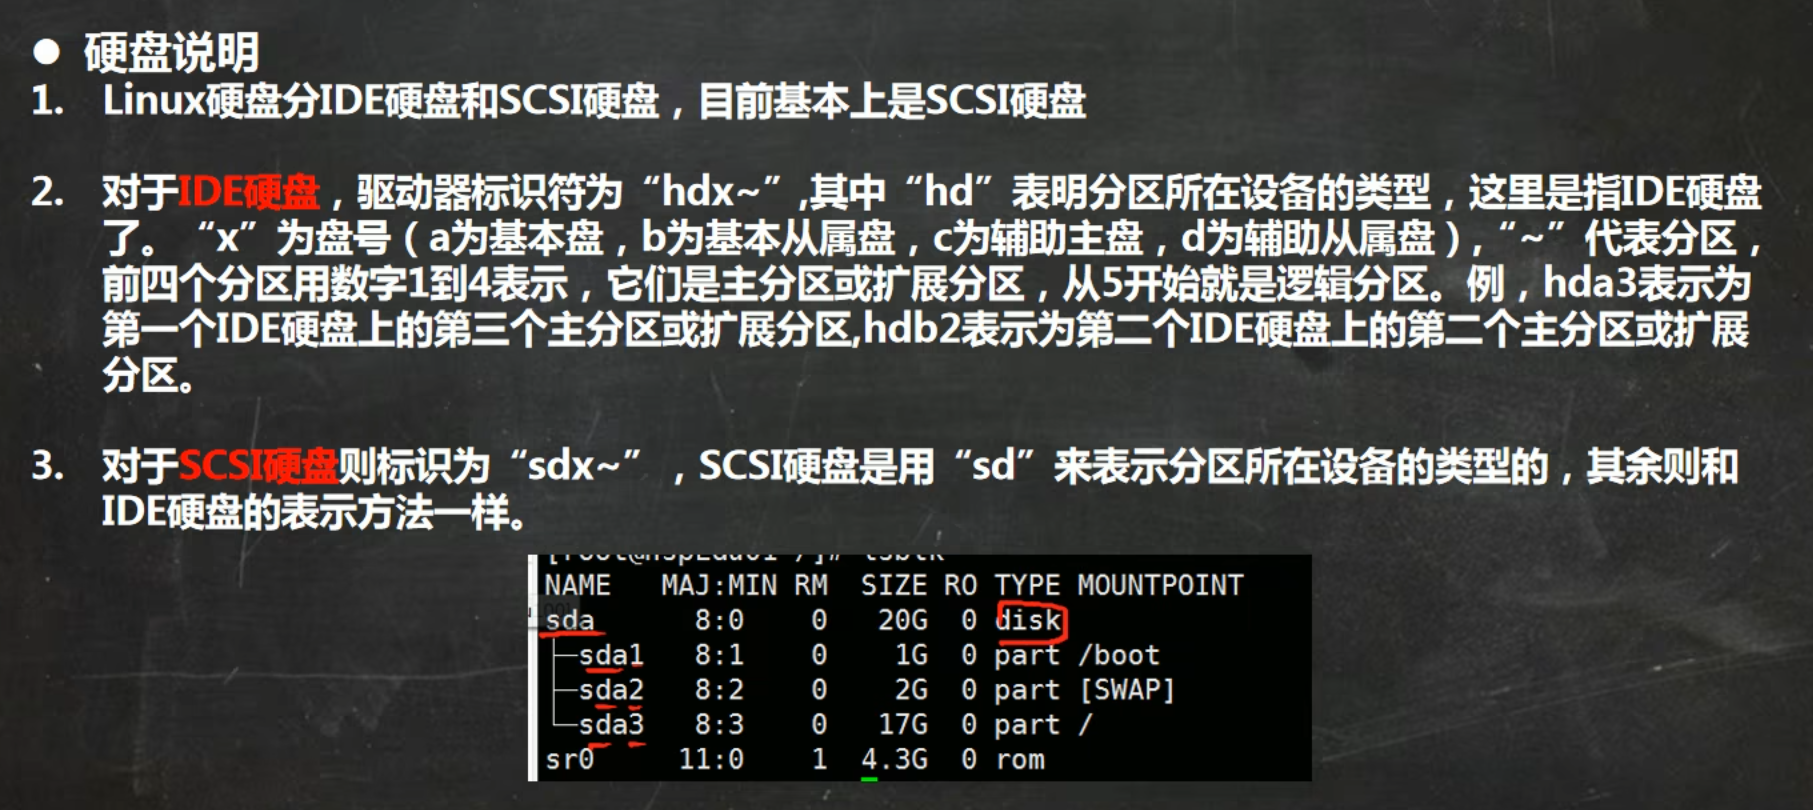 ● 硬盘说明
1. Linux硬盘分IDE硬盘和SCSI硬盘，目前基本上是SCSI硬盘
2. 对于IDE硬盘，驱动器标识符为“hdx~”,其中“hd”表明分区所在设备的类型，这里是指IDE硬盘
了。“x”为盘号（a为基本盘，b为基本从属盘，c为辅助主盘，d为辅助从属盘），“~”代表分区，
前四个分区用数字1到4表示，它们是主分区或扩展分区，从5开始就是逻辑分区。例，hda3表示为
第一个IDE硬盘上的第三个主分区或扩展分区,hdb2表示为第二个IDE硬盘上的第二个主分区或扩展
分区。
3. 对于SCSI硬盘则标识为“sdx~”，SCSI硬盘是用“sd”来表示分区所在设备的类型的，其余则和
IDE硬盘的表示方法一样。
NAME MAJ:MIN RM SIZE RO TYPE MOUNTPOINT
sda 8:0 0 20G 0 disk
├─sda1 8:1 0 1G 0 part /boot
├─sda2 8:2 0 2G 0 part [SWAP]
└─sda3 8:3 0 17G 0 part /
sr0 11:0 1 4.3G 0 rom